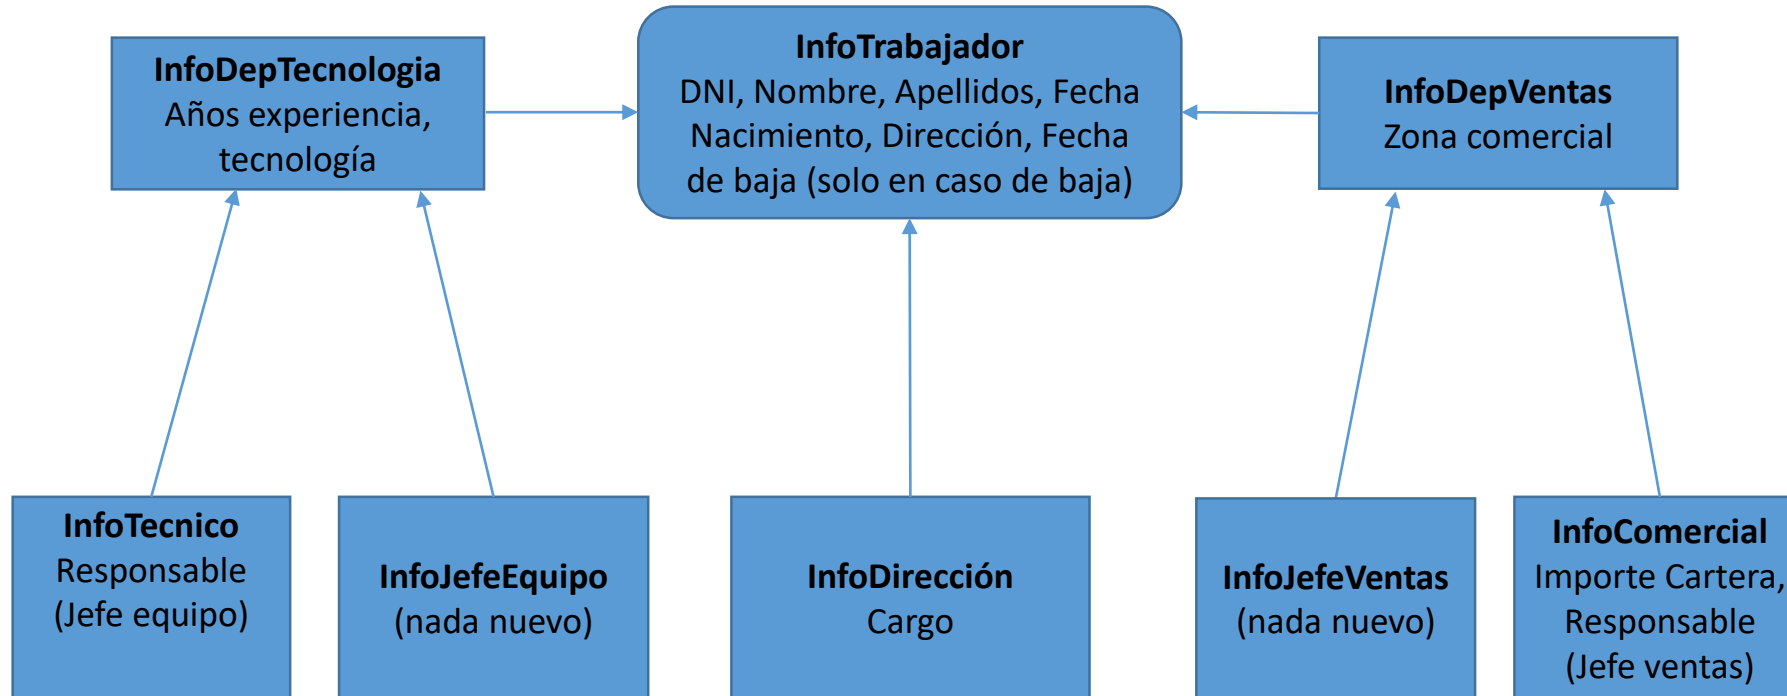 InfoDepTecnologia
Años experiencia,
tecnología
InfoTrabajador
DNI, Nombre, Apellidos, Fecha
Nacimiento, Dirección, Fecha
de baja (solo en caso de baja)
InfoDepVentas
Zona comercial
InfoTecnico
Responsable
(Jefe equipo)
InfoJefeEquipo
(nada nuevo)
InfoDirección
Cargo
InfoJefeVentas
(nada nuevo)
InfoComercial
Importe Cartera,
Responsable
(Jefe ventas)